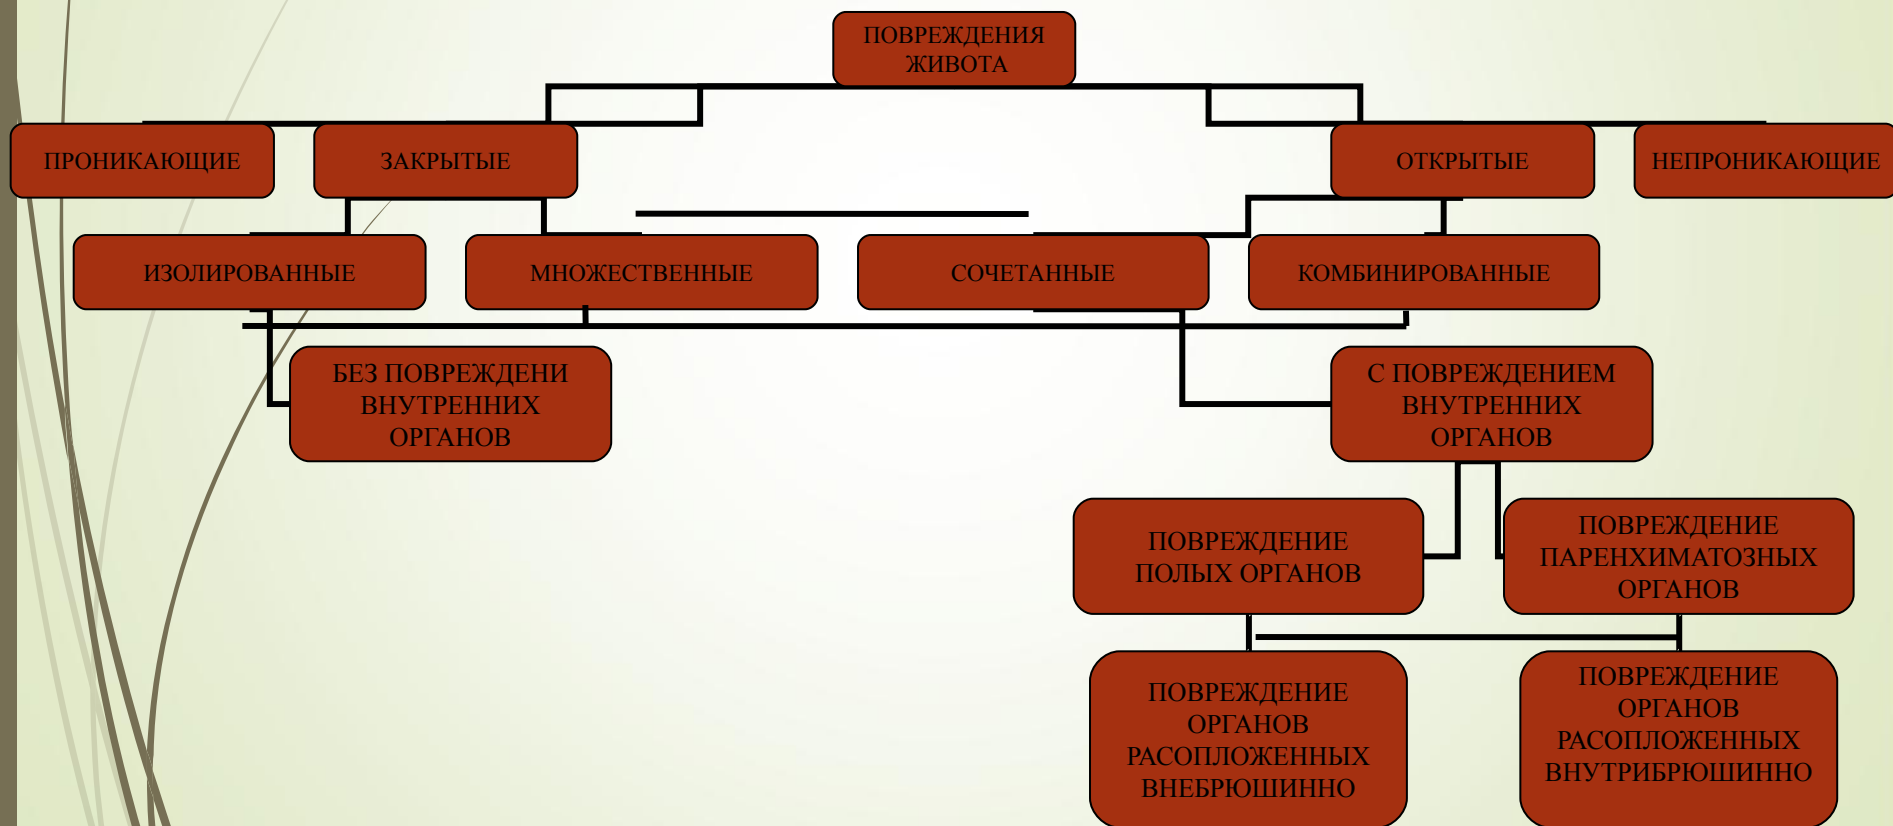 ПОВРЕЖДЕНИЯ
ЖИВОТА
ПРОНИКАЮЩИЕ
ЗАКРЫТЫЕ
ОТКРЫТЫЕ
НЕПРОНИКАЮЩИЕ
ИЗОЛИРОВАННЫЕ
МНОЖЕСТВЕННЫЕ
СОЧЕТАННЫЕ
КОМБИНИРОВАННЫЕ
БЕЗ ПОВРЕЖДЕНИ
ВНУТРЕННИХ
ОРГАНОВ
С ПОВРЕЖДЕНИЕМ
ВНУТРЕННИХ
ОРГАНОВ
ПОВРЕЖДЕНИЕ
ПОЛЫХ ОРГАНОВ
ПОВРЕЖДЕНИЕ
ПАРЕНХИМАТОЗНЫХ
ОРГАНОВ
ПОВРЕЖДЕНИЕ
ОРГАНОВ
РАСОПЛОЖЕННЫХ
ВНЕБРЮШИННО
ПОВРЕЖДЕНИЕ
ОРГАНОВ
РАСОПЛОЖЕННЫХ
ВНУТРИБРЮШИННО